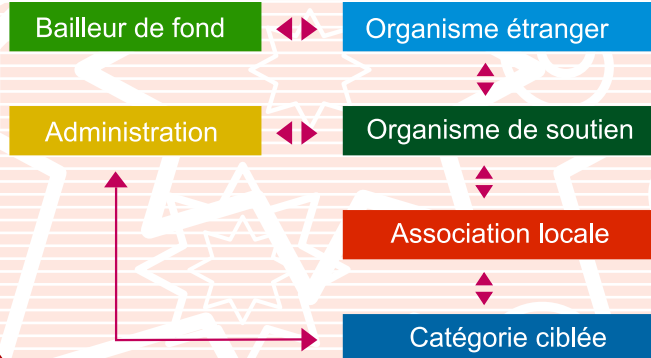 Bailleur de fond
Organisme étranger
Administration
Organisme de soutien
Association locale
Catégorie ciblée